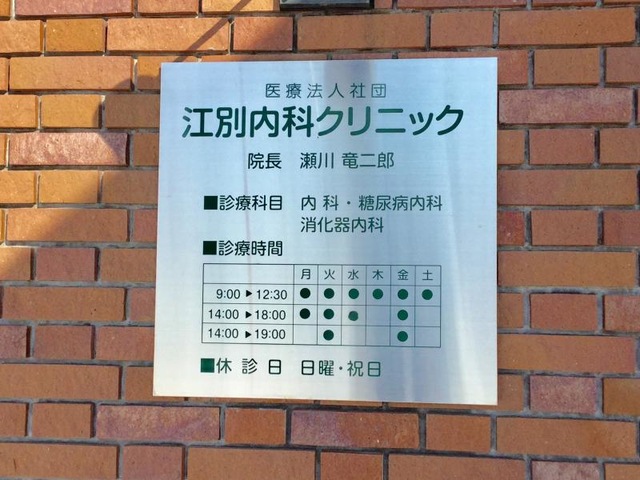 医療法人社団
江別内科クリニック
院長 瀬川 竜二郎
■診療科目 内科・糖尿病内科
消化器内科
■診療時間
月 火 水 木 金 土
9:00 ▶ 12:30 ● ● ● ● ● ●
14:00 ▶ 18:00 ● ● ● ●
14:00 ▶ 19:00 ● ●
■休診日 日曜・祝日